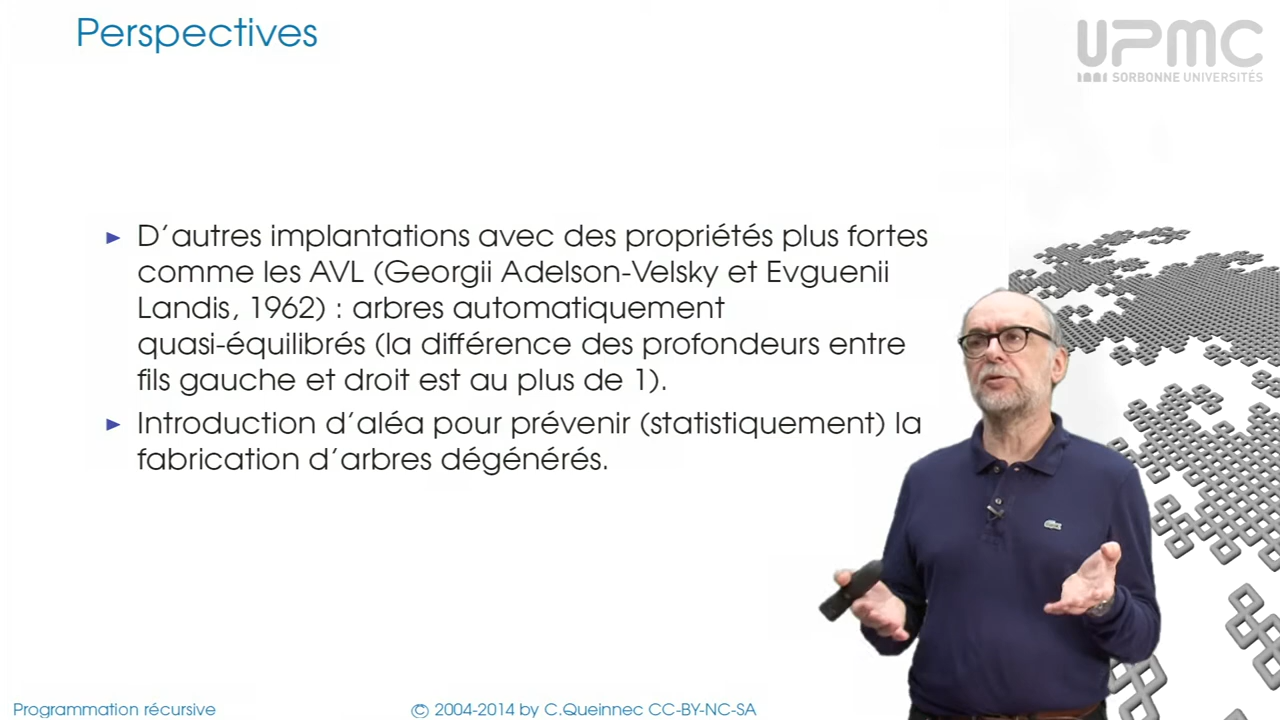 Perspectives
UPMC
SORBONNE UNIVERSITÉS
▶ D'autres implantations avec des propriétés plus fortes
comme les AVL (Georgii Adelson-Velsky et Evguenii
Landis, 1962) : arbres automatiquement
quasi-équilibrés (la différence des profondeurs entre
fils gauche et droit est au plus de 1).
▶ Introduction d'aléa pour prévenir (statistiquement) la
fabrication d'arbres dégénérés.
Programmation récursive
© 2004-2014 by C.Queinnec CC-BY-NC-SA